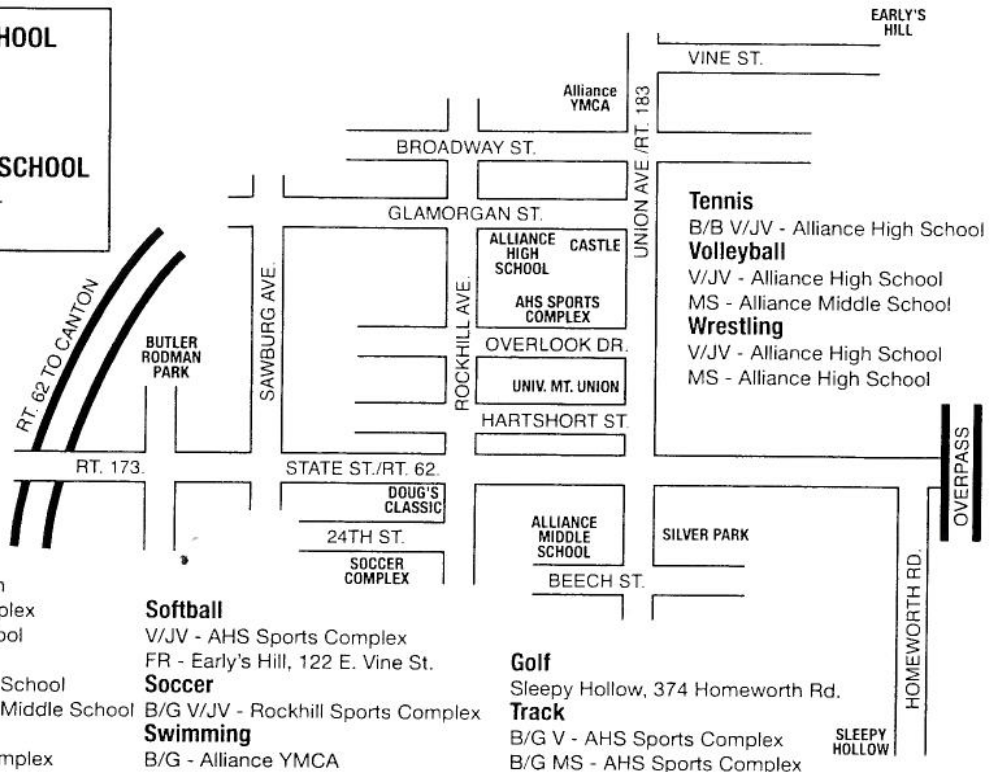 HOOL
SCHOOL
EARLY'S
HILL
VINE ST.
Alliance
YMCA
UNION AVE /RT. 183
BROADWAY ST.
GLAMORGAN ST.
ALLIANCE
HIGH
SCHOOL
CASTLE
AHS SPORTS
COMPLEX
OVERLOOK DR.
UNIV. MT. UNION
HARTSHORT ST.
ROCKHILL AVE.
SAWBURG AVE.
RT. 62 TO CANTON
BUTLER
RODMAN
PARK
RT. 173.
STATE ST./RT. 62.
DOUG'S
CLASSIC
24TH ST.
SOCCER
COMPLEX
ALLIANCE
MIDDLE
SCHOOL
SILVER PARK
BEECH ST.
OVERPASS
HOMEWORTH RD.
SLEEPY
HOLLOW
Tennis
B/B V/JV - Alliance High School
Volleyball
V/JV - Alliance High School
MS - Alliance Middle School
Wrestling
V/JV - Alliance High School
MS - Alliance High School
plex
ool
School
Middle School
mplex
Softball
V/JV - AHS Sports Complex
FR - Early's Hill, 122 E. Vine St.
Soccer
B/G V/JV - Rockhill Sports Complex
Swimming
B/G - Alliance YMCA
Golf
Sleepy Hollow, 374 Homeworth Rd.
Track
B/G V - AHS Sports Complex
B/G MS - AHS Sports Complex